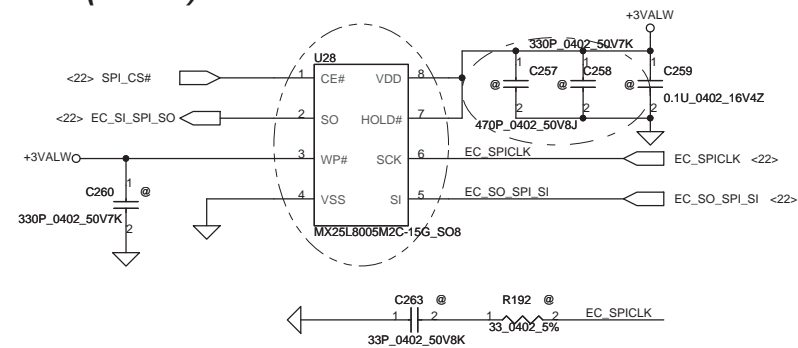 +3VALW
U28
330P_0402_50V7K
<22> SPI_CS#
1 CE# VDD 8
@ 1 2 C257
@ 1 2 C258
@ 1 2 C259
0.1U_0402_16V4Z
<22> EC_SI_SPI_SO
2 SO HOLD# 7
470P_0402_50V8J
+3VALW
3 WP# SCK 6
EC_SPICLK
EC_SPICLK <22>
C260 1 2 @
330P_0402_50V7K
4 VSS SI 5
EC_SO_SPI_SI
EC_SO_SPI_SI <22>
MX25L8005M2C-15G_SO8
C263 @
R192 @
1 2
1 2
EC_SPICLK
33P_0402_50V8K
33_0402_5%